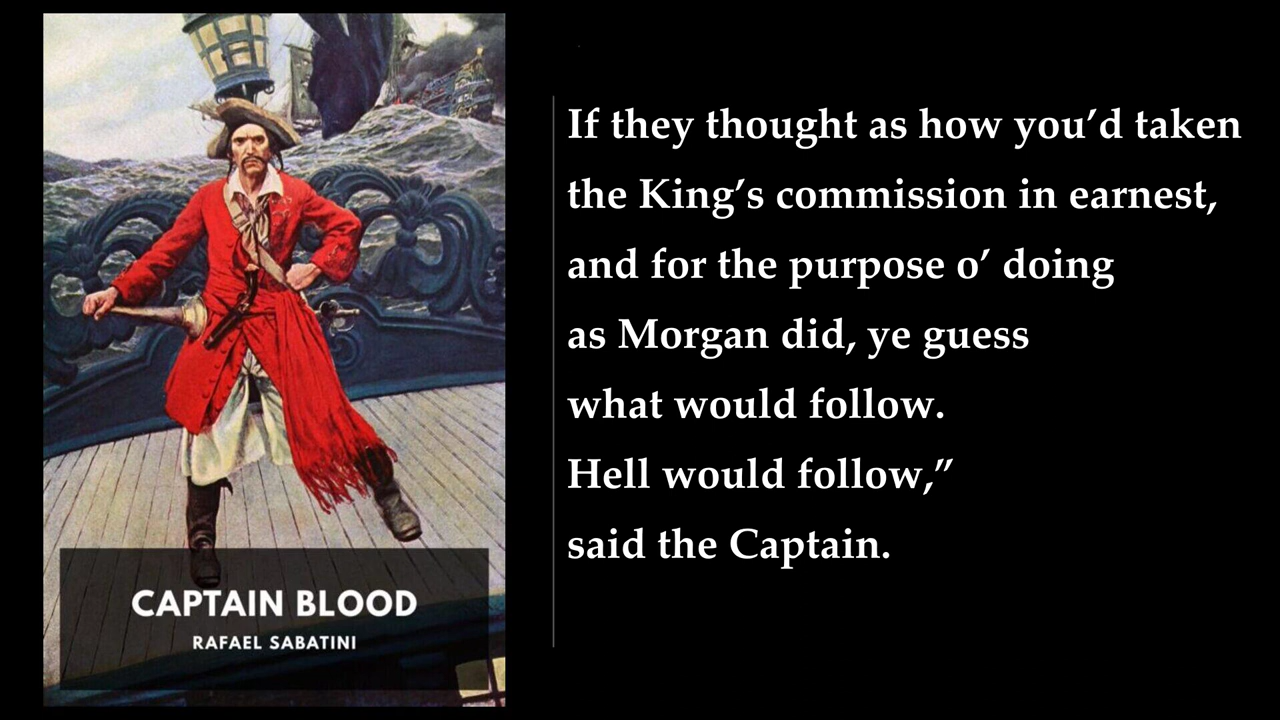 CAPTAIN BLOOD
RAFAEL SABATINI
If they thought as how you’d taken
the King’s commission in earnest,
and for the purpose o’ doing
as Morgan did, ye guess
what would follow.
Hell would follow,”
said the Captain.